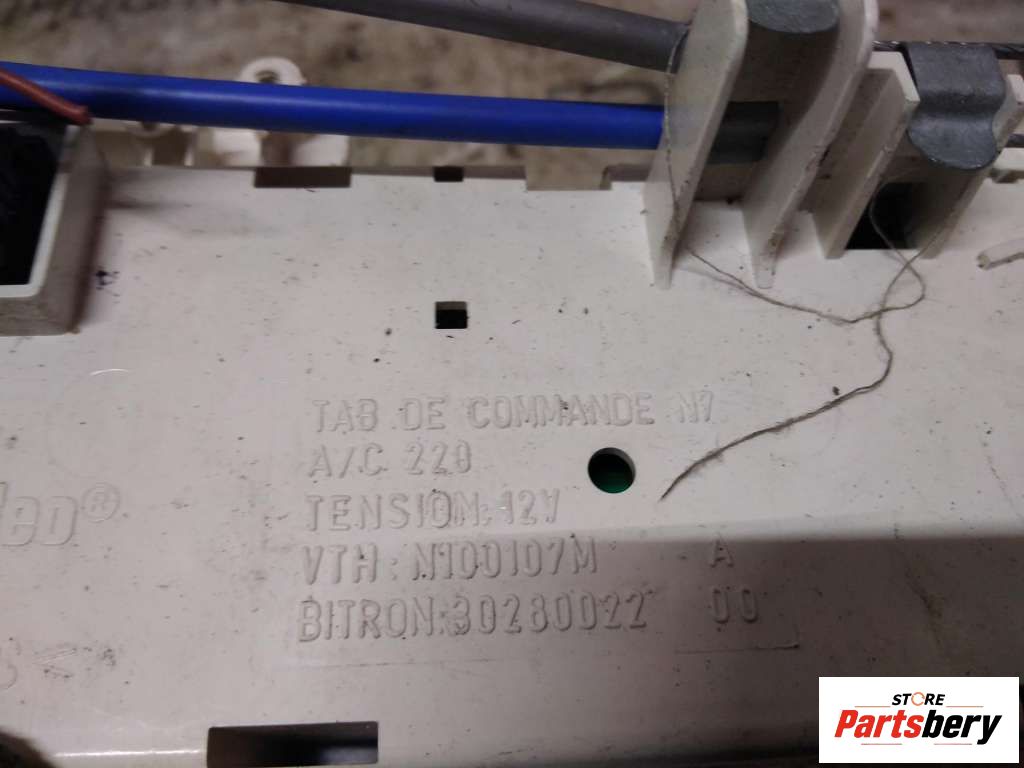 TAB DE COMMANDE N7
A/C 220
TENSION: 12V
VTH: N100107M A
BITRON: 30280022 00
STORE
Partsbery